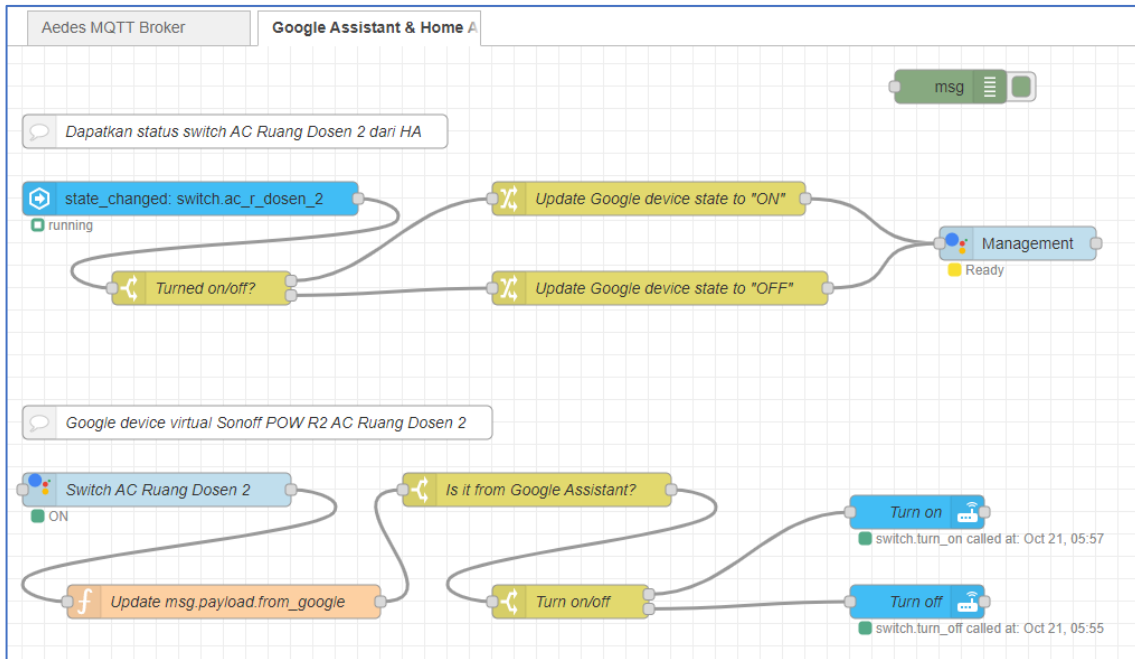 Aedes MQTT Broker
Google Assistant & Home A
msg
Dapatkan status switch AC Ruang Dosen 2 dari HA
state_changed: switch.ac_r_dosen_2
running
Update Google device state to "ON"
Management
Ready
Turned on/off?
Update Google device state to "OFF"
Google device virtual Sonoff POW R2 AC Ruang Dosen 2
Switch AC Ruang Dosen 2
ON
Is it from Google Assistant?
Turn on
switch.turn_on called at: Oct 21, 05:57
Update msg.payload.from_google
Turn on/off
Turn off
switch.turn_off called at: Oct 21, 05:55